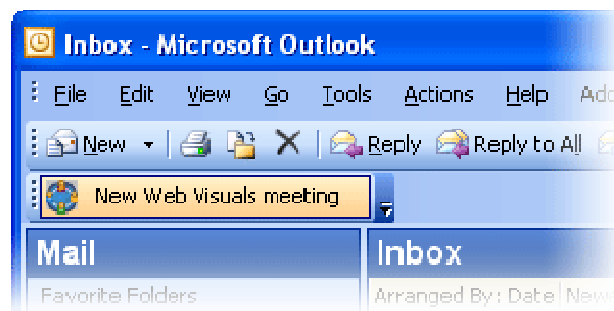 Inbox - Microsoft Outlook
File Edit View Go Tools Actions Help
New Reply Reply to All
New Web Visuals meeting
Mail Inbox
Favorite Folders Arranged By: Date